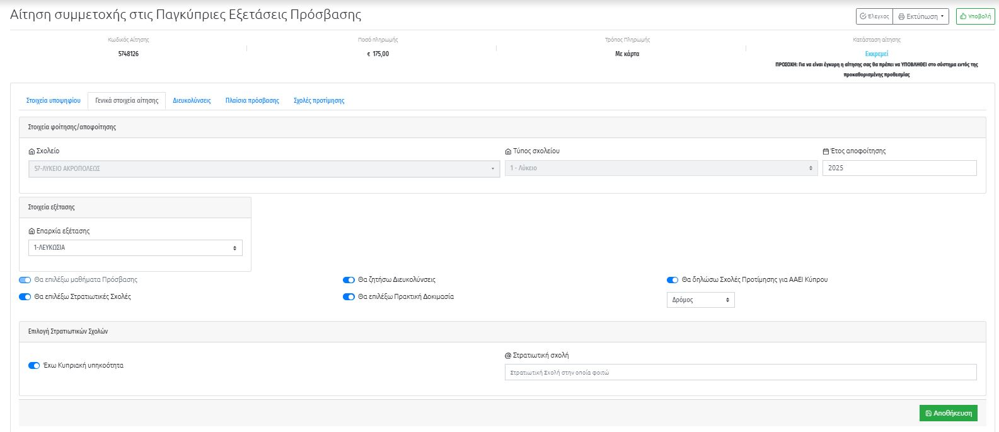 Αίτηση συμμετοχής στις Παγκύπριες Εξετάσεις Πρόσβασης
Έλεγχος Εκτύπωση Υποβολή
Κωδικός Αίτησης Ποσό πληρωμής Τρόπος Πληρωμής Κατάσταση αίτησης
5748126 € 175,00 Με κάρτα Εκκρεμεί
ΠΡΟΣΟΧΗ: Για να είναι έγκυρη η αίτησης σας θα πρέπει να ΥΠΟΒΛΗΘΕΙ στο σύστημα εντός της
προκαθορισμένης προθεσμίας
Στοιχεία υποψηφίου Γενικά στοιχεία αίτησης Διευκολύνσεις Πλαίσια πρόσβασης Σχολές προτίμησης
Στοιχεία φοίτησης/αποφοίτησης
Σχολείο Τύπος σχολείου Έτος αποφοίτησης
57-ΛΥΚΕΙΟ ΑΚΡΟΠΟΛΕΩΣ 1 - Λύκειο 2025
Στοιχεία εξέτασης
Επαρχία εξέτασης
1-ΛΕΥΚΩΣΙΑ
Θα επιλέξω μαθήματα Πρόσβασης Θα ζητήσω Διευκολύνσεις Θα δηλώσω Σχολές Προτίμησης για ΑΑΕΙ Κύπρου
Θα επιλέξω Στρατιωτικές Σχολές Θα επιλέξω Πρακτική Δοκιμασία Δρόμος
Επιλογή Στρατιωτικών Σχολών
Έχω Κυπριακή υπηκοότητα @ Στρατιωτική σχολή
Στρατιωτική Σχολή στην οποία φοιτώ
Αποθήκευση